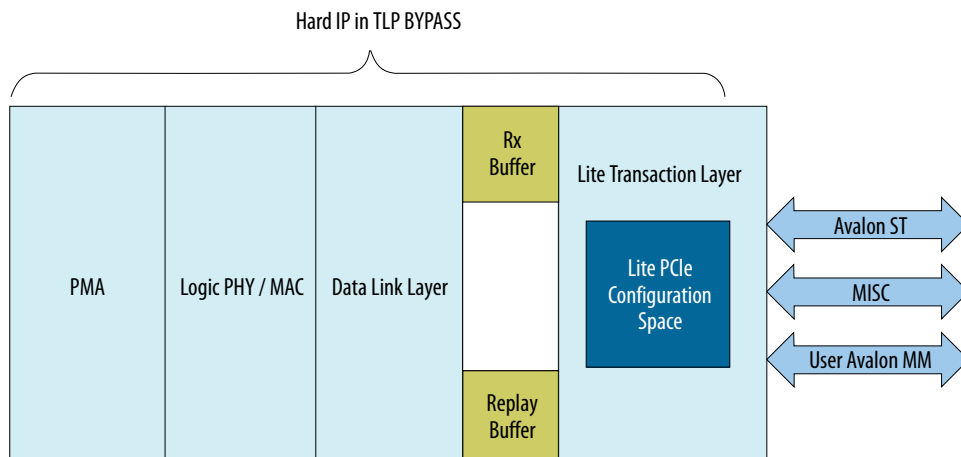 Hard IP in TLP BYPASS
PMA
Logic PHY / MAC
Data Link Layer
Rx
Buffer
Replay
Buffer
Lite Transaction Layer
Lite PCIe
Configuration
Space
Avalon ST
MISC
User Avalon MM